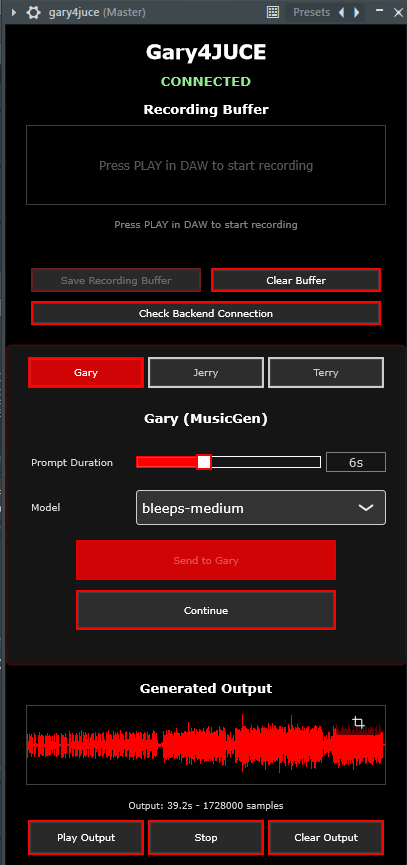 gary4juce (Master) Presets
Gary4JUCE
CONNECTED
Recording Buffer
Press PLAY in DAW to start recording
Press PLAY in DAW to start recording
Save Recording Buffer Clear Buffer
Check Backend Connection
Gary Jerry Terry
Gary (MusicGen)
Prompt Duration 6s
Model bleeps-medium
Send to Gary
Continue
Generated Output
Output: 39.2s - 1728000 samples
Play Output Stop Clear Output